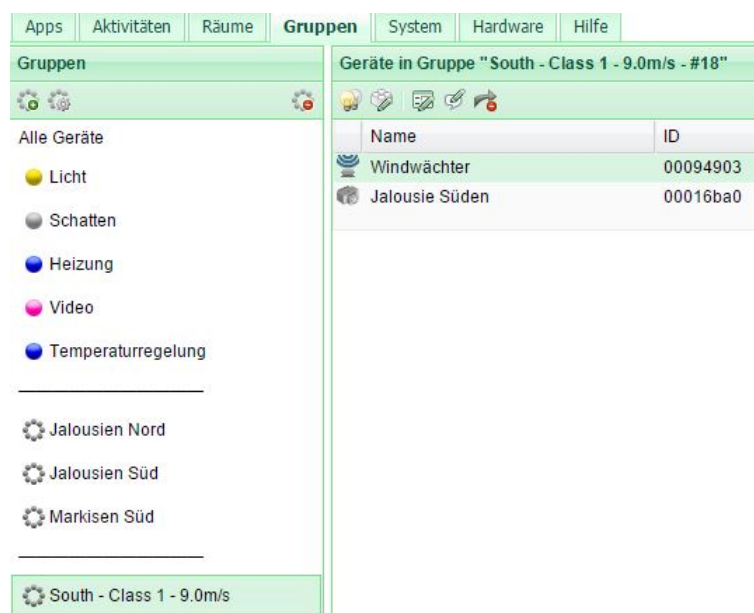 Apps Aktivitäten Räume Gruppen System Hardware Hilfe
Gruppen
Alle Geräte
Licht
Schatten
Heizung
Video
Temperaturregelung
Jalousien Nord
Jalousien Süd
Markisen Süd
South - Class 1 - 9.0m/s
Geräte in Gruppe "South - Class 1 - 9.0m/s - #18"
Name ID
Windwächter 00094903
Jalousie Süden 00016ba0